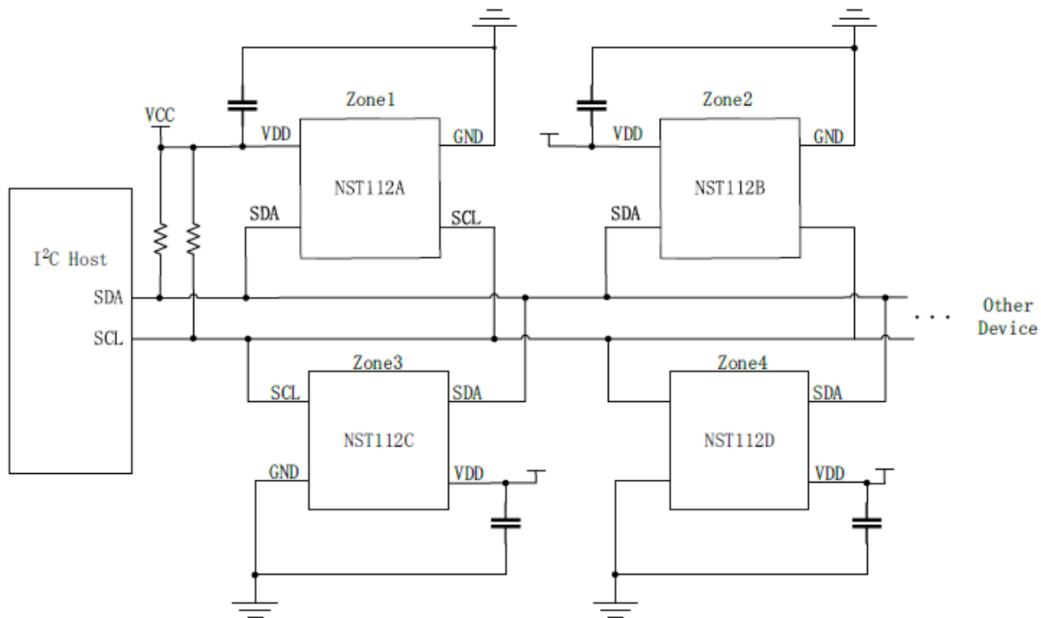 Zone1
Zone2
VCC
VDD
GND
VDD
GND
NST112A
NST112B
SDA
SCL
SDA
I²C Host
SDA
SCL
Other
Device
...
Zone3
Zone4
SCL
SDA
SDA
NST112C
NST112D
GND
VDD
VDD